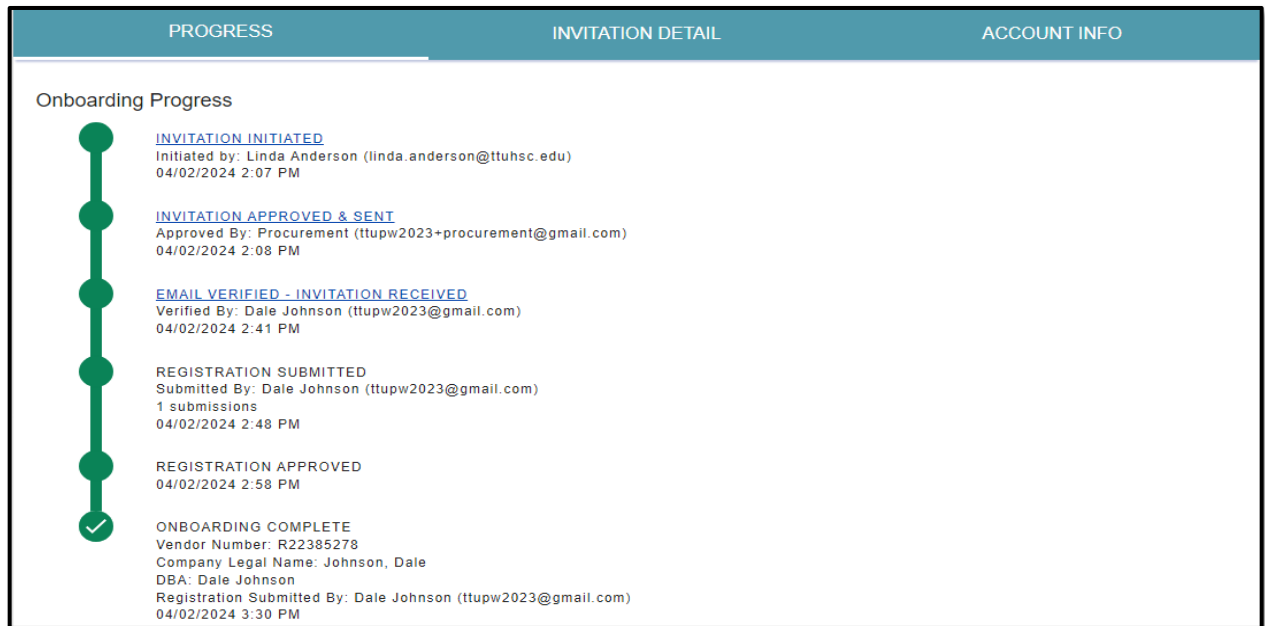 PROGRESS
INVITATION DETAIL
ACCOUNT INFO
Onboarding Progress
INVITATION INITIATED
Initiated by: Linda Anderson (linda.anderson@ttuhsc.edu)
04/02/2024 2:07 PM
INVITATION APPROVED & SENT
Approved By: Procurement (ttupw2023+procurement@gmail.com)
04/02/2024 2:08 PM
EMAIL VERIFIED - INVITATION RECEIVED
Verified By: Dale Johnson (ttupw2023@gmail.com)
04/02/2024 2:41 PM
REGISTRATION SUBMITTED
Submitted By: Dale Johnson (ttupw2023@gmail.com)
1 submissions
04/02/2024 2:48 PM
REGISTRATION APPROVED
04/02/2024 2:58 PM
ONBOARDING COMPLETE
Vendor Number: R22385278
Company Legal Name: Johnson, Dale
DBA: Dale Johnson
Registration Submitted By: Dale Johnson (ttupw2023@gmail.com)
04/02/2024 3:30 PM